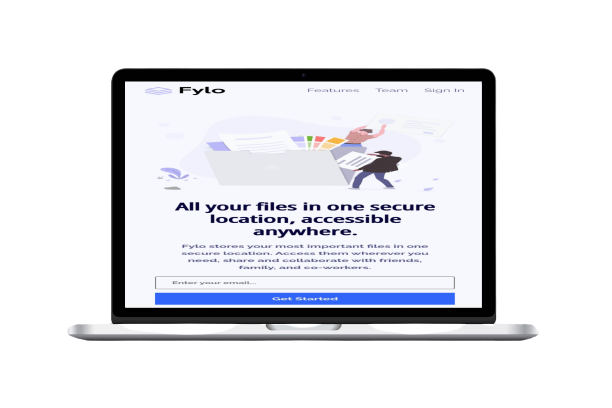 Fylo Features Team Sign In
All your files in one secure
location, accessible
anywhere.
Fylo stores your most important files in one
secure location. Access them wherever you
need, share and collaborate with friends,
family, and co-workers.
Enter your email...
Get Started